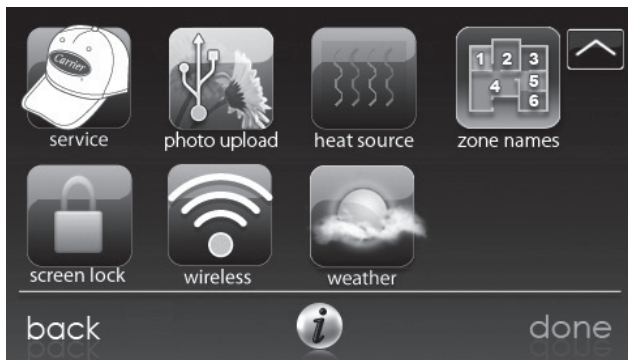 Carrier
service
photo upload
heat source
1 2 3
4 5
6
zone names
screen lock
wireless
weather
back
i
done